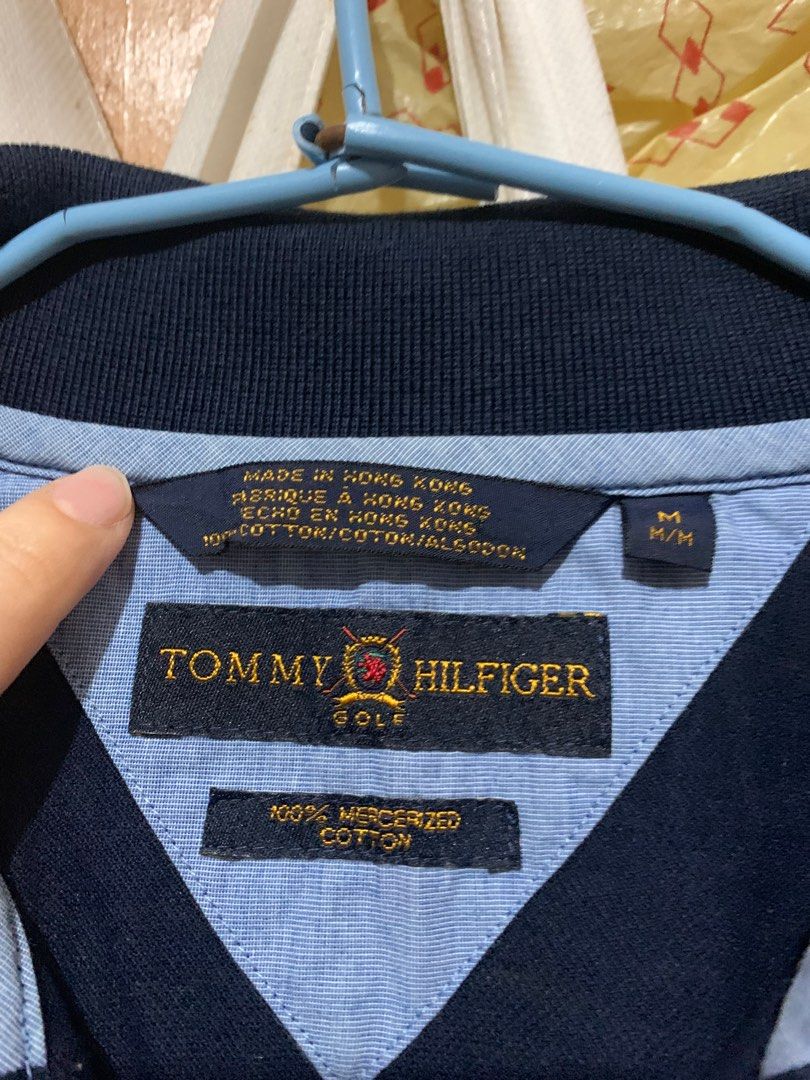 MADE IN HONG KONG
FABRIQUE A HONG KONG
ECHO EN HONG KONG
100% COTTON/COTON/ALGODON
M
M/M
TOMMY HILFIGER
GOLF
100% MERCERIZED
COTTON